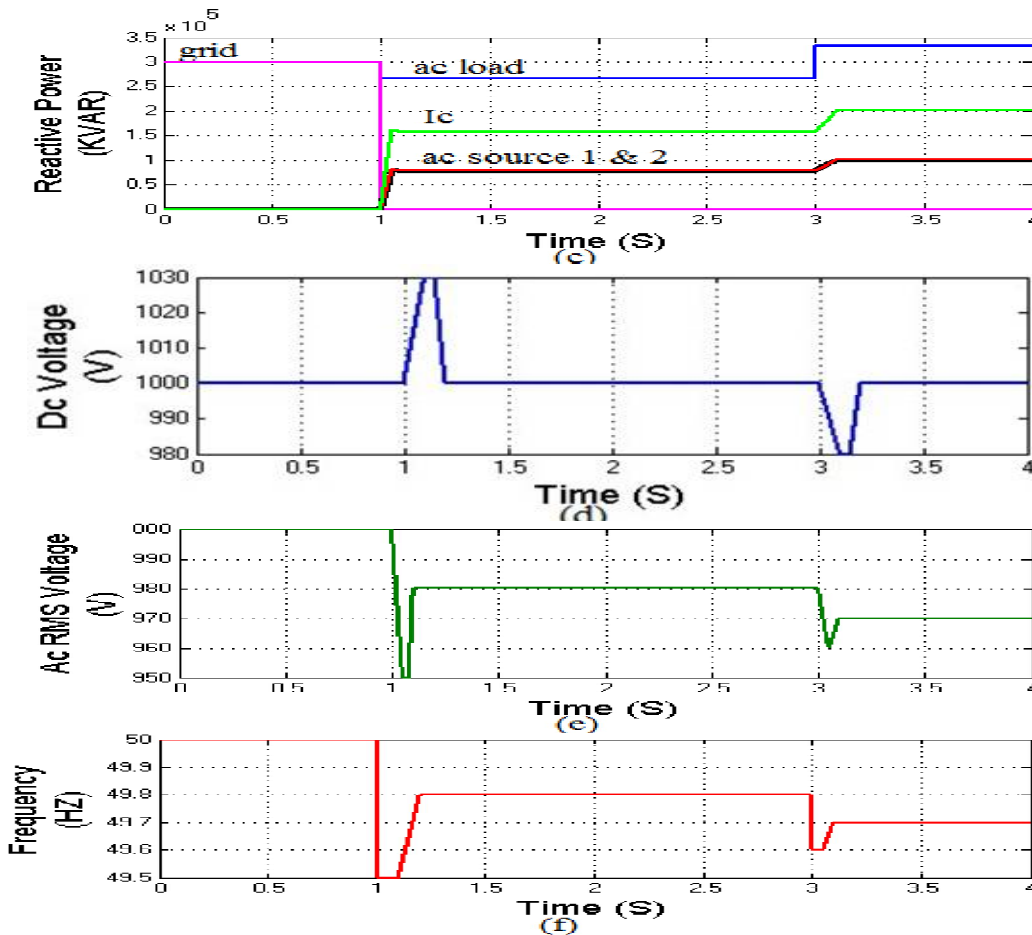 × 10^5
Reactive Power
(KVAR)
3.5
3
2.5
2
1.5
1
0.5
0
grid
ac load
Ic
ac source 1 & 2
0 0.5 1 1.5 2 2.5 3 3.5 4
Time (S)
(c)
Dc Voltage
(V)
1030
1020
1010
1000
990
980
0 0.5 1 1.5 2 2.5 3 3.5 4
Time (S)
(d)
Ac RMS Voltage
(V)
000
990
980
970
960
950
0 0.5 1 1.5 2 2.5 3 3.5 4
Time (S)
(e)
Frequency
(HZ)
50
49.9
49.8
49.7
49.6
49.5
0 0.5 1 1.5 2 2.5 3 3.5 4
Time (S)
(f)